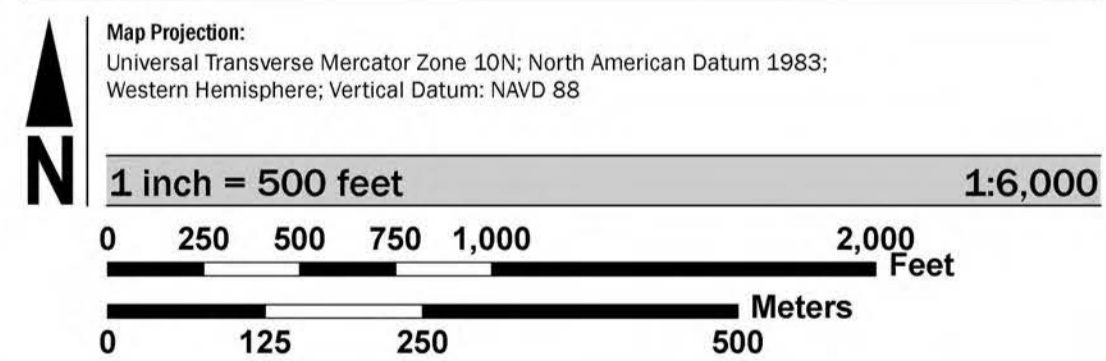 Map Projection:
Universal Transverse Mercator Zone 10N; North American Datum 1983;
Western Hemisphere; Vertical Datum: NAVD 88
N
1 inch = 500 feet 1:6,000
0 250 500 750 1,000 2,000
Feet
Meters
0 125 250 500